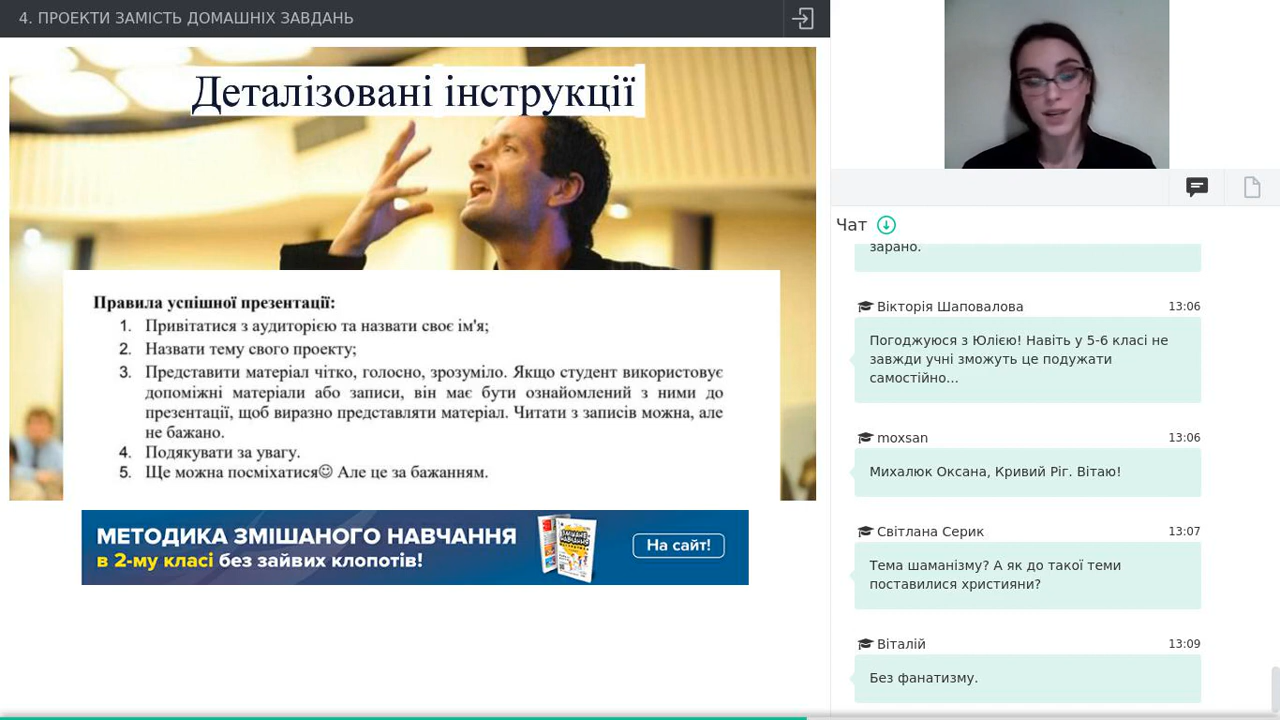 4. ПРОЕКТИ ЗАМІСТЬ ДОМАШНІХ ЗАВДАНЬ
Деталізовані інструкції
Правила успішної презентації:
1. Привітатися з аудиторією та назвати своє ім'я;
2. Назвати тему свого проекту;
3. Представити матеріал чітко, голосно, зрозуміло. Якщо студент використовує
допоміжні матеріали або записи, він має бути ознайомлений з ними до
презентації, щоб виразно представляти матеріал. Читати з записів можна, але
не бажано.
4. Подякувати за увагу.
5. Ще можна посміхатися☺ Але це за бажанням.
МЕТОДИКА ЗМІШАНОГО НАВЧАННЯ
в 2-му класі без зайвих клопотів!
На сайт!
Чат
зарано.
Вікторія Шаповалова 13:06
Погоджуюся з Юлією! Навіть у 5-6 класі не
завжди учні зможуть це подужати
самостійно...
moxsan 13:06
Михалюк Оксана, Кривий Ріг. Вітаю!
Світлана Серик 13:07
Тема шаманізму? А як до такої теми
поставилися християни?
Віталій 13:09
Без фанатизму.